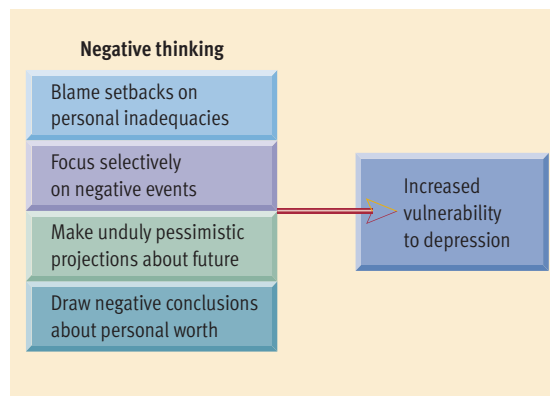 Negative thinking
Blame setbacks on
personal inadequacies
Focus selectively
on negative events
Make unduly pessimistic
projections about future
Draw negative conclusions
about personal worth
Increased
vulnerability
to depression